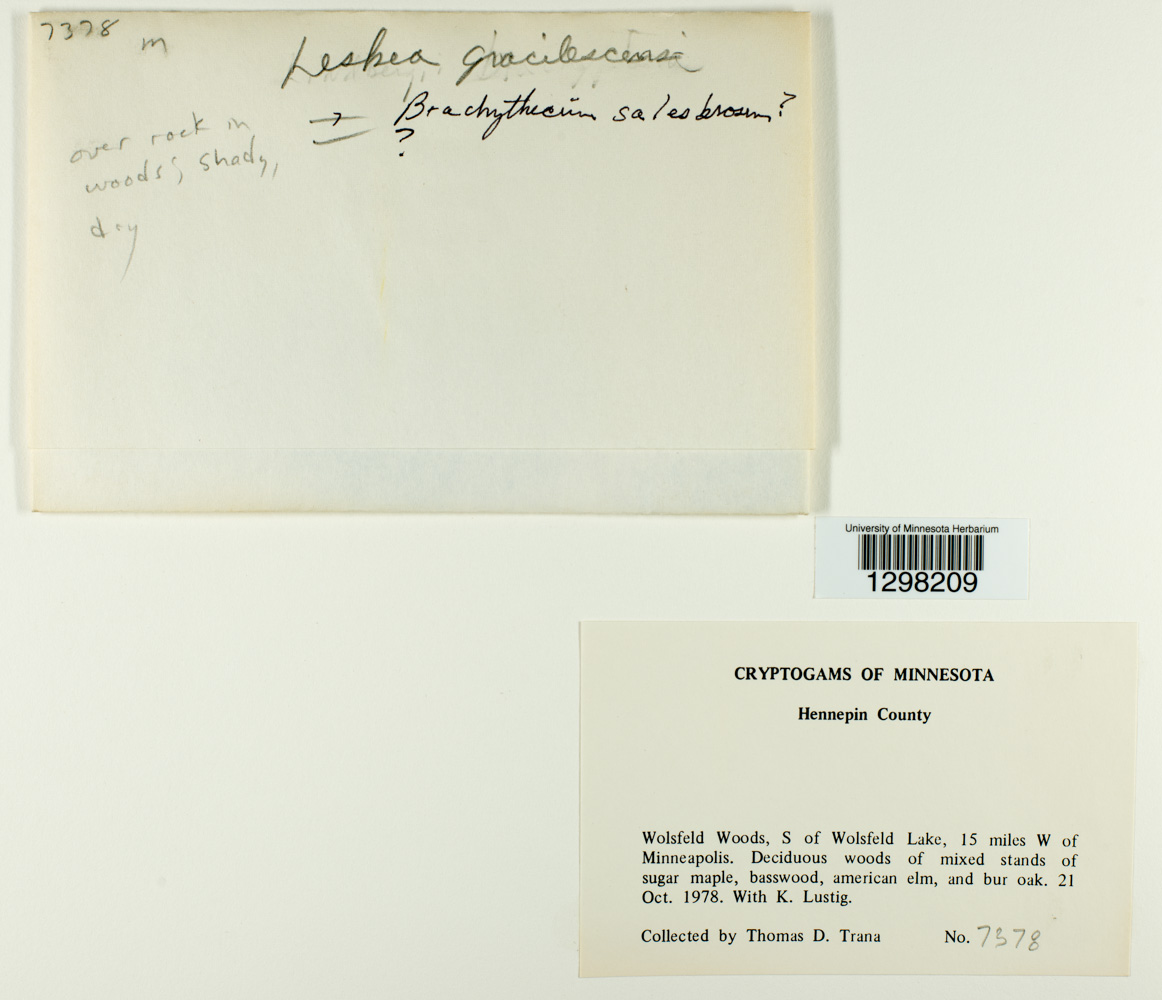 7378
m
Leskea gracilescens
→ Brachythecium salesbrosum?
?
over rock in
woods; shady,
dry
University of Minnesota Herbarium
1298209
CRYPTOGAMS OF MINNESOTA
Hennepin County
Wolsfeld Woods, S of Wolsfeld Lake, 15 miles W of
Minneapolis. Deciduous woods of mixed stands of
sugar maple, basswood, american elm, and bur oak. 21
Oct. 1978. With K. Lustig.
Collected by Thomas D. Trana No. 7378